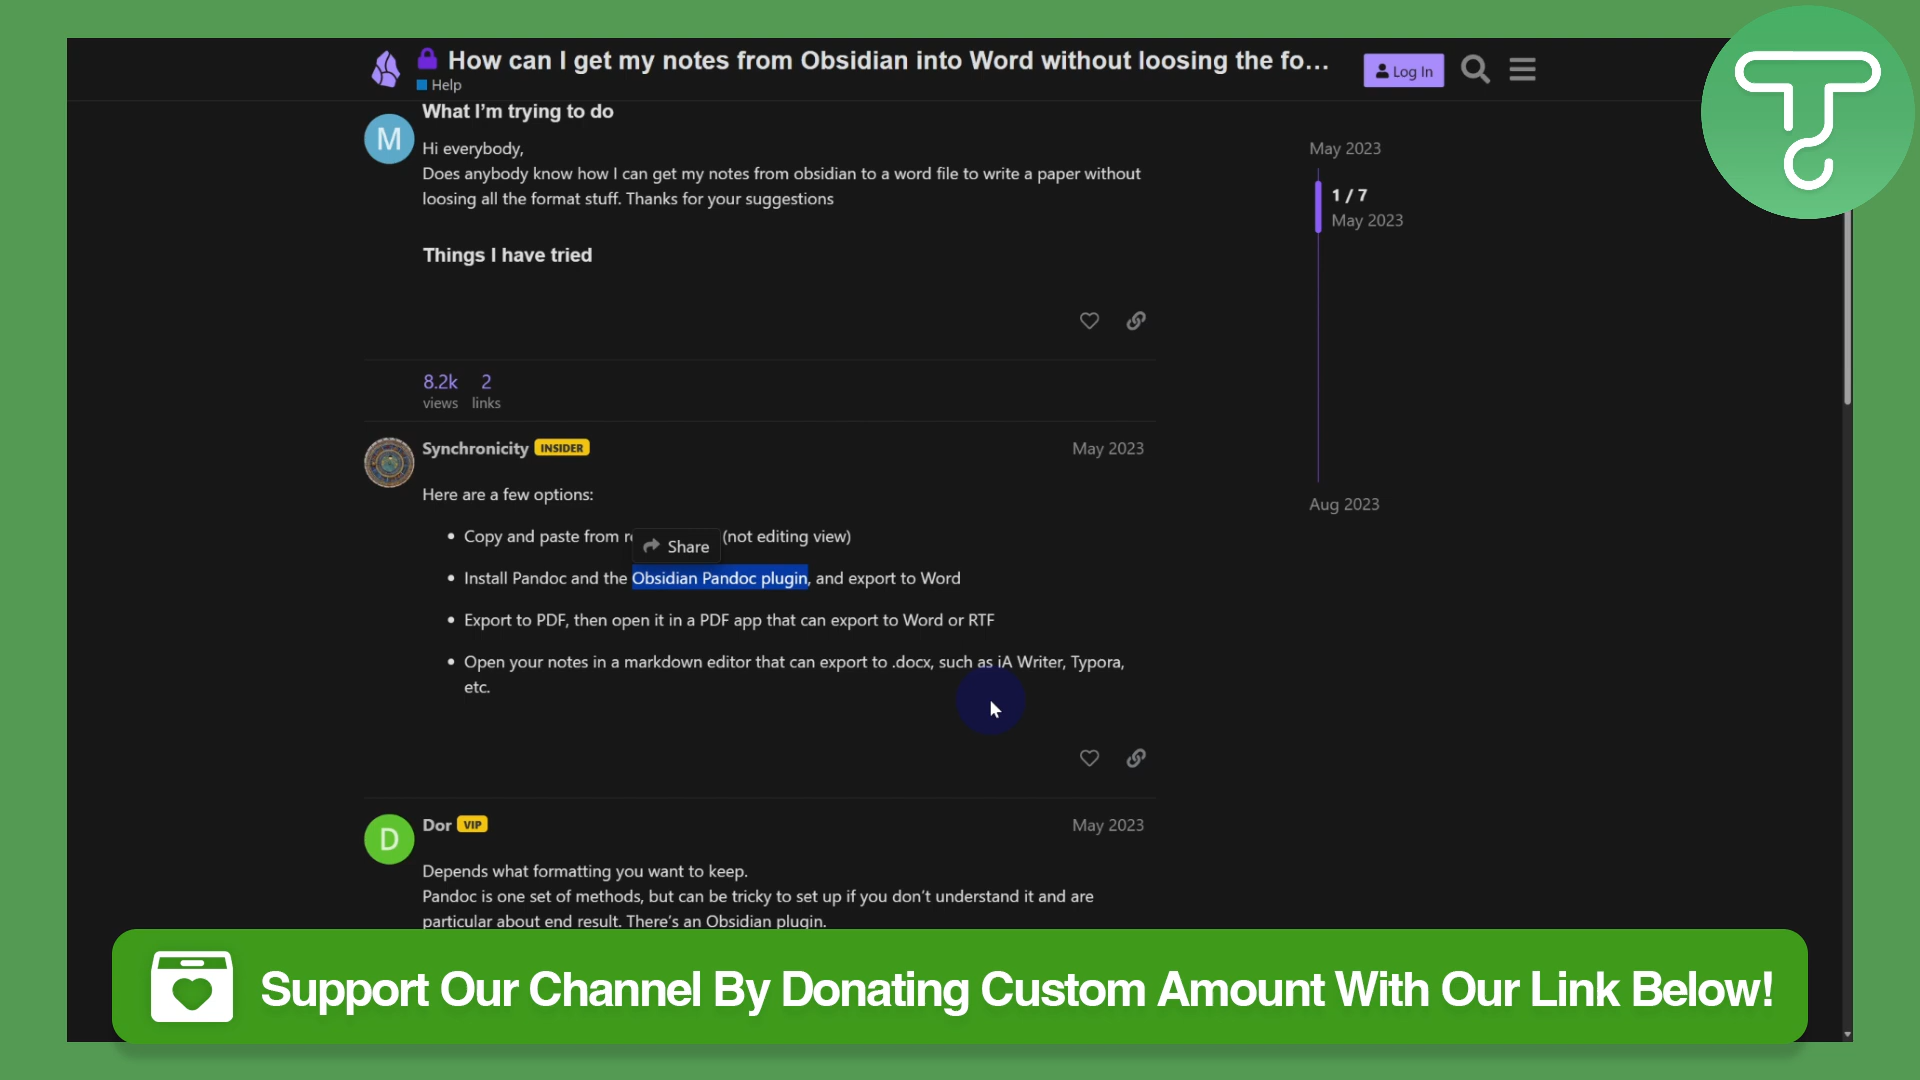 How can I get my notes from Obsidian into Word without loosing the fo...
Help
Log In
What I'm trying to do
M
Hi everybody,
Does anybody know how I can get my notes from obsidian to a word file to write a paper without
loosing all the format stuff. Thanks for your suggestions
Things I have tried
May 2023
1 / 7
May 2023
Aug 2023
8.2k 2
views links
Synchronicity INSIDER May 2023
Here are a few options:
• Copy and paste from (not editing view)
Share
• Install Pandoc and the Obsidian Pandoc plugin, and export to Word
• Export to PDF, then open it in a PDF app that can export to Word or RTF
• Open your notes in a markdown editor that can export to .docx, such as iA Writer, Typora,
etc.
D
Dor VIP May 2023
Depends what formatting you want to keep.
Pandoc is one set of methods, but can be tricky to set up if you don't understand it and are
particular about end result. There's an Obsidian plugin.
Support Our Channel By Donating Custom Amount With Our Link Below!